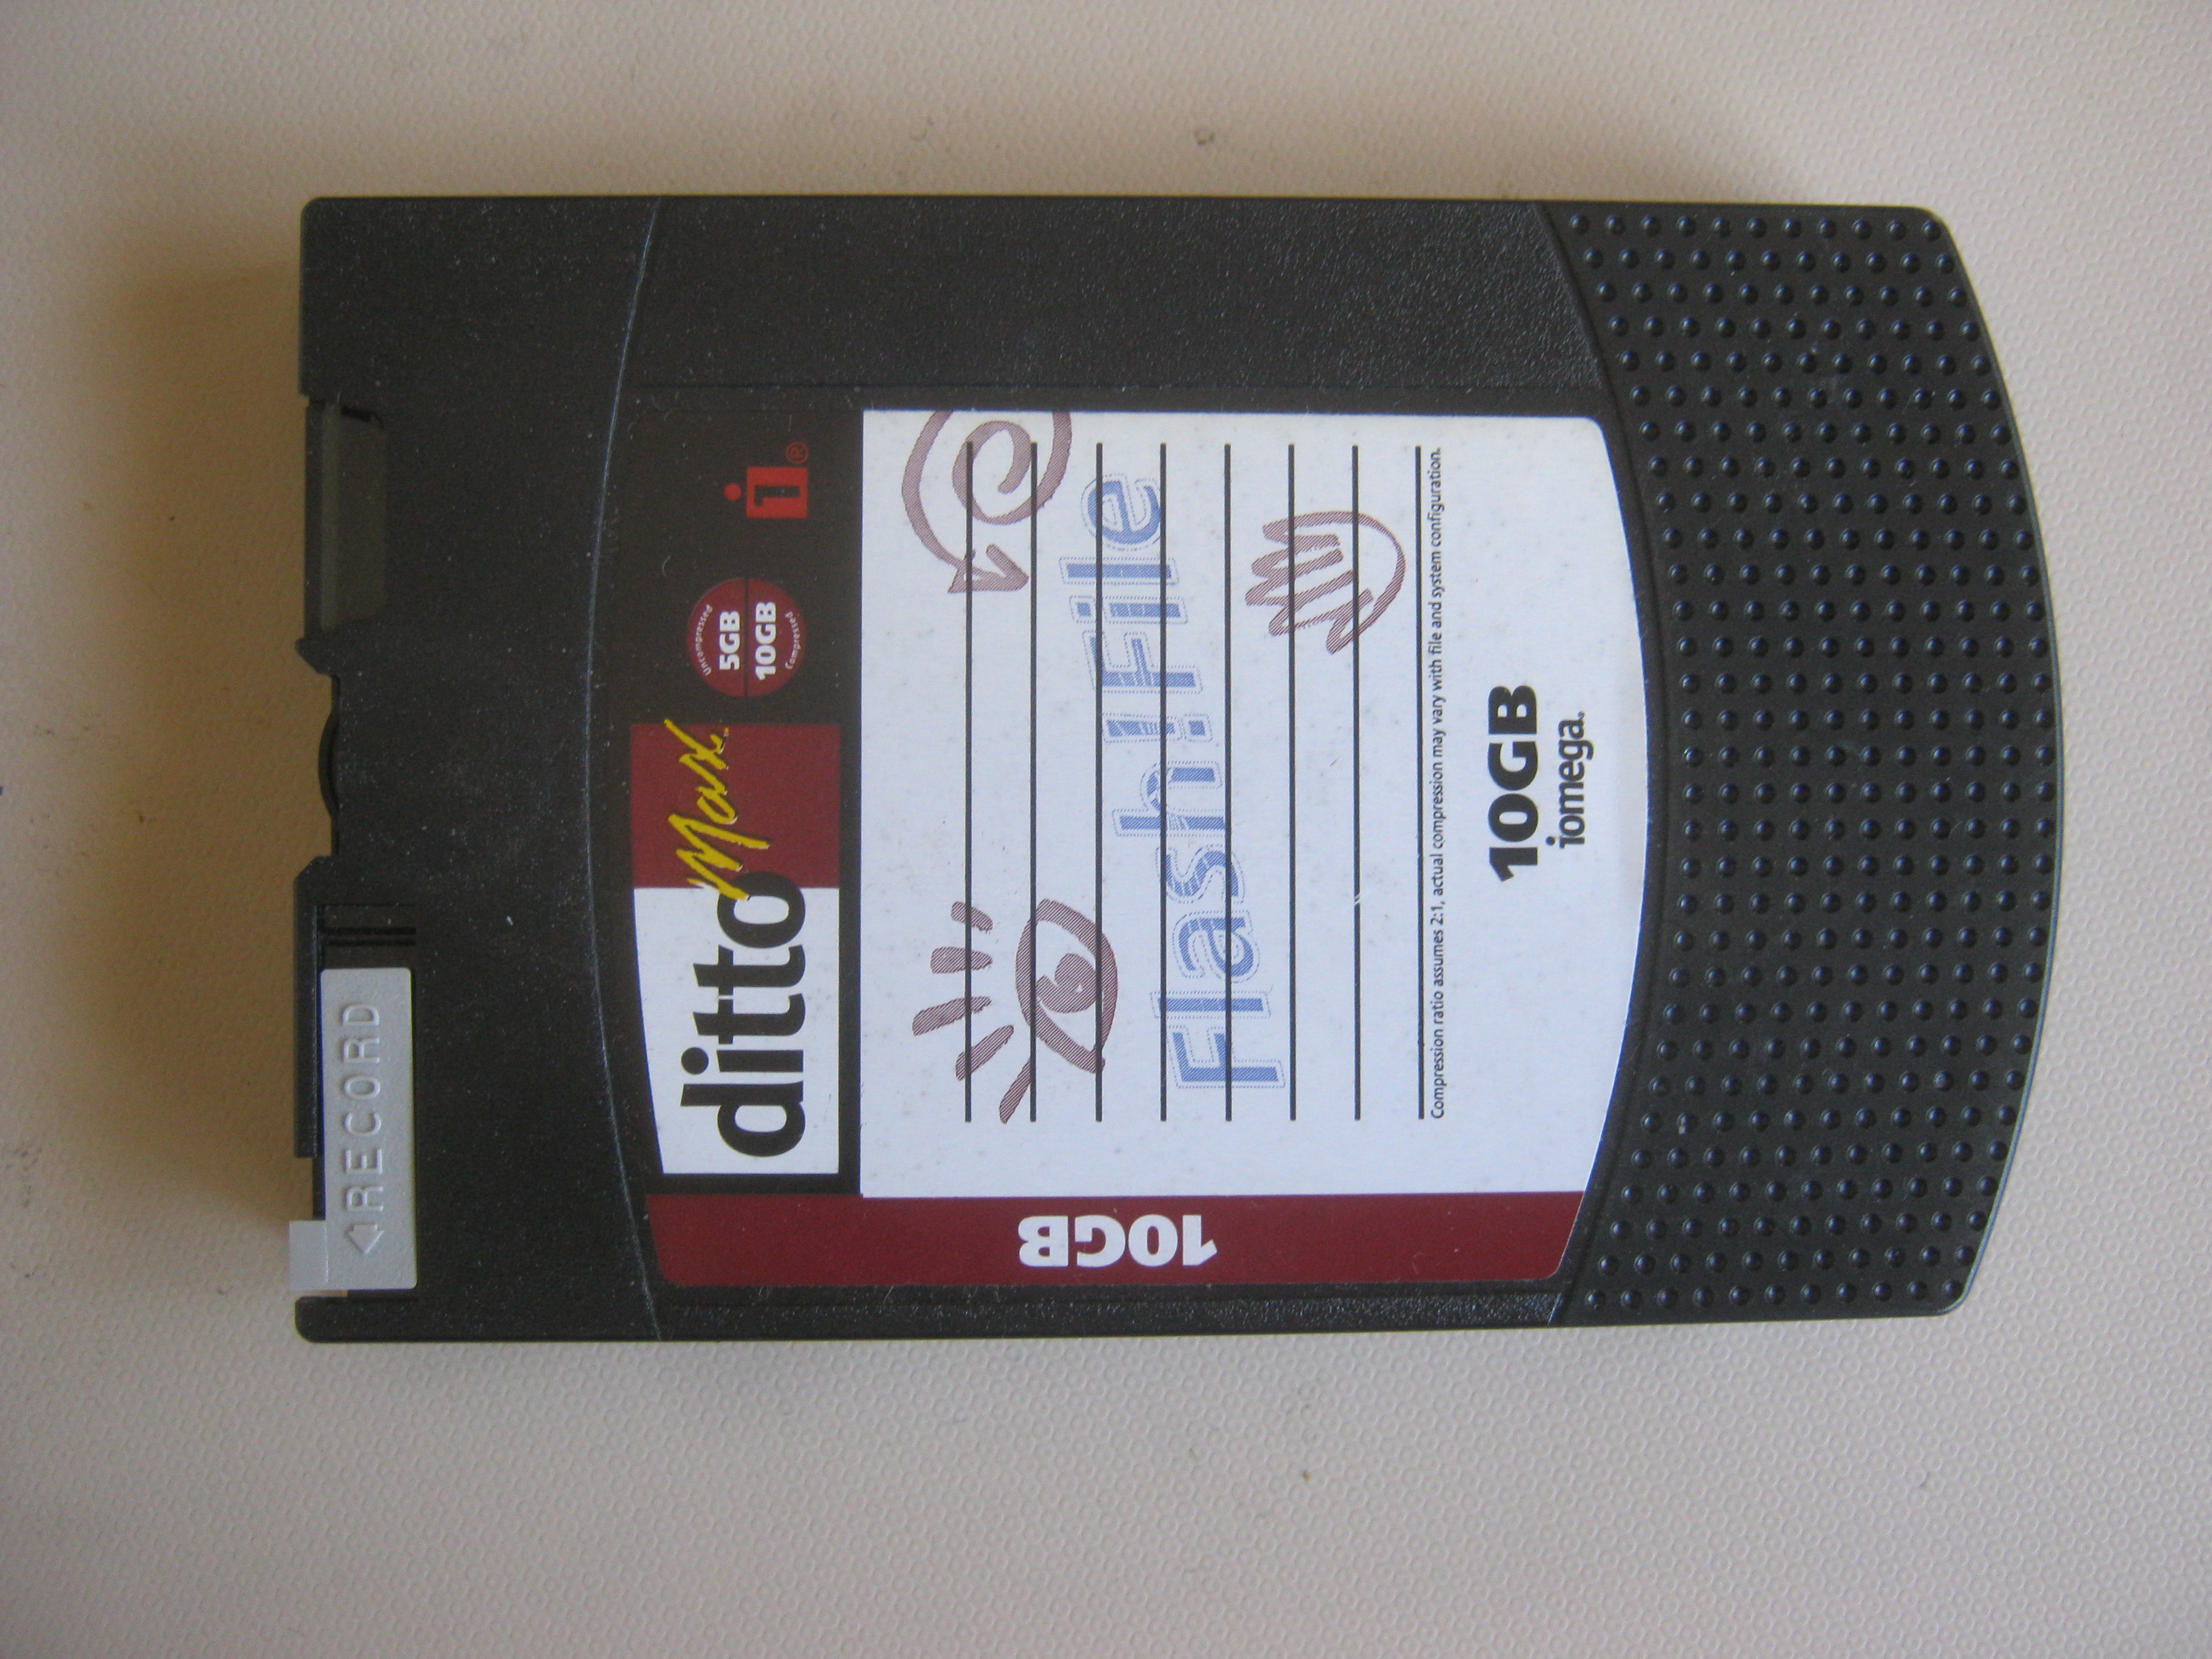 RECORD
ditto Max
Uncompressed
5GB
10GB
Compressed
i®
10GB
Flash!File
Compression ratio assumes 2:1, actual compression may vary with file and system configuration.
10GB
iomega.